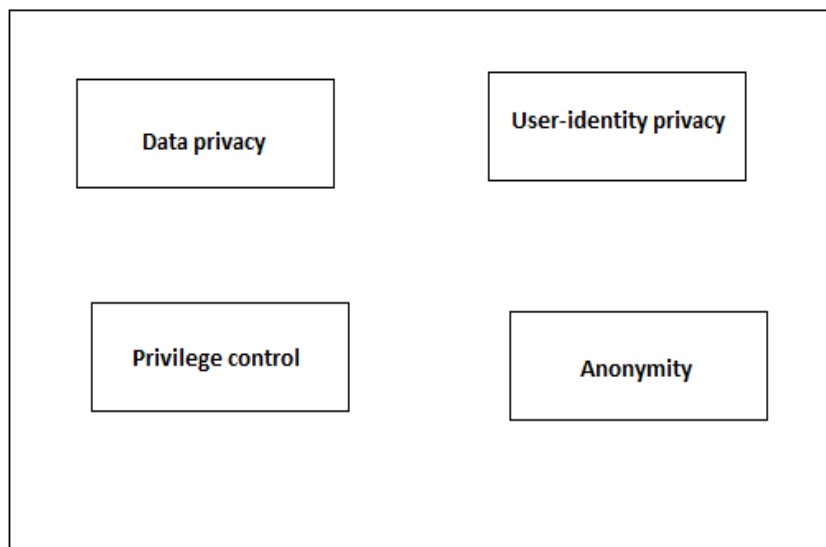 Data privacy
User-identity privacy
Privilege control
Anonymity